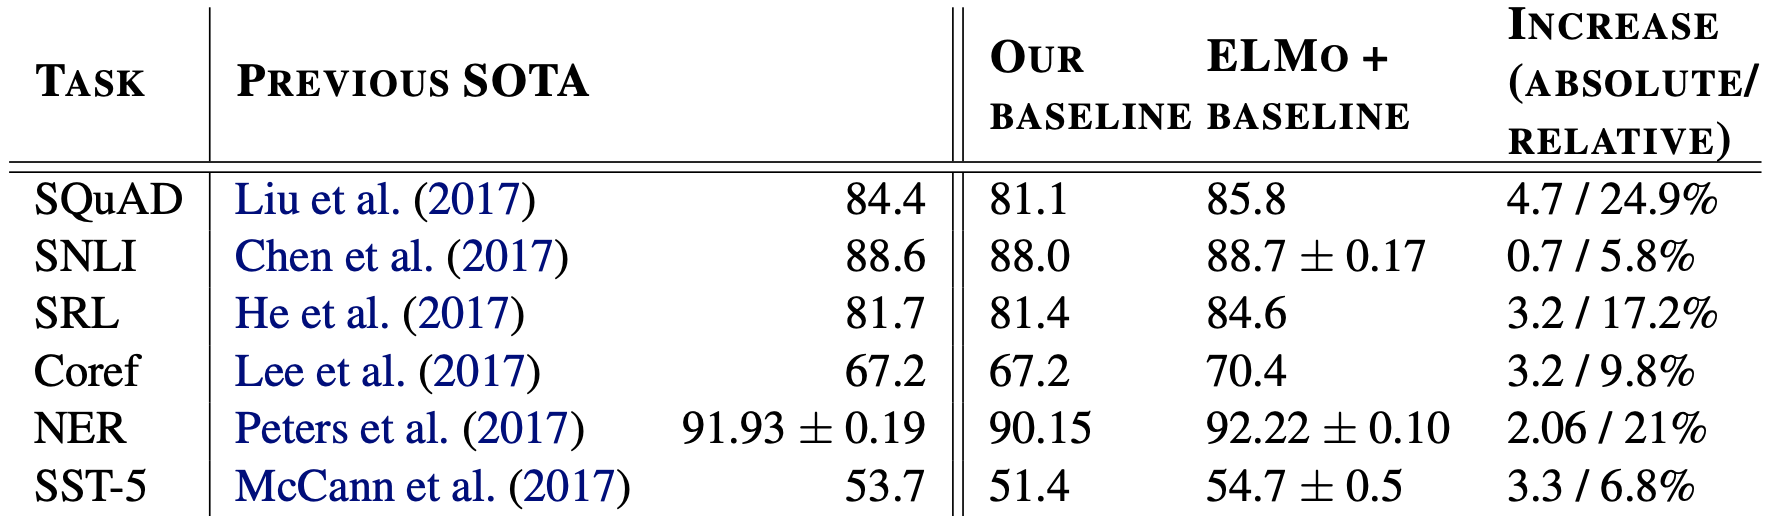 TASK PREVIOUS SOTA OUR BASELINE ELMO + BASELINE INCREASE (ABSOLUTE/ RELATIVE)
SQuAD Liu et al. (2017) 84.4 81.1 85.8 4.7 / 24.9%
SNLI Chen et al. (2017) 88.6 88.0 88.7 ± 0.17 0.7 / 5.8%
SRL He et al. (2017) 81.7 81.4 84.6 3.2 / 17.2%
Coref Lee et al. (2017) 67.2 67.2 70.4 3.2 / 9.8%
NER Peters et al. (2017) 91.93 ± 0.19 90.15 92.22 ± 0.10 2.06 / 21%
SST-5 McCann et al. (2017) 53.7 51.4 54.7 ± 0.5 3.3 / 6.8%